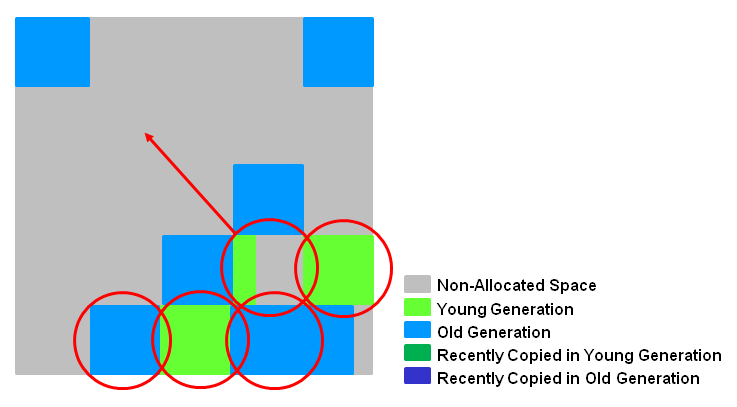 Non-Allocated Space
Young Generation
Old Generation
Recently Copied in Young Generation
Recently Copied in Old Generation